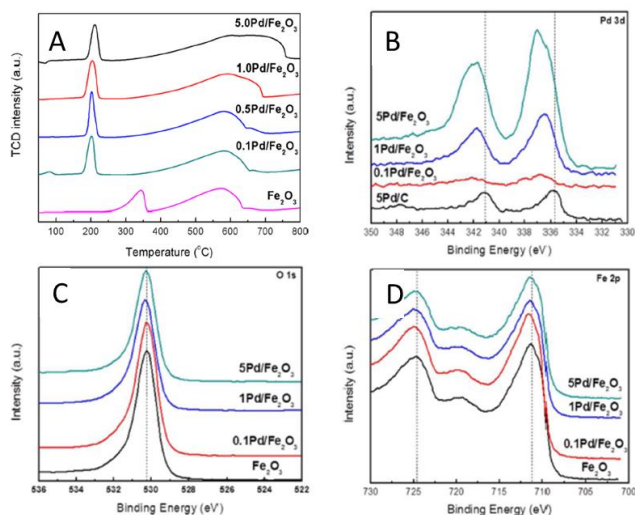 A
5.0Pd/Fe2O3
1.0Pd/Fe2O3
0.5Pd/Fe2O3
0.1Pd/Fe2O3
Fe2O3
TCD intensity (a.u.)
100 200 300 400 500 600 700 800
Temperature (°C)
B
Pd 3d
5Pd/Fe2O3
1Pd/Fe2O3
0.1Pd/Fe2O3
5Pd/C
Intensity (a.u.)
350 348 346 344 342 340 338 336 334 332 330
Binding Energy (eV)
C
O 1s
5Pd/Fe2O3
1Pd/Fe2O3
0.1Pd/Fe2O3
Fe2O3
Intensity (a.u.)
536 534 532 530 528 526 524 522
Binding Energy (eV)
D
Fe 2p
5Pd/Fe2O3
1Pd/Fe2O3
0.1Pd/Fe2O3
Fe2O3
Intensity (a.u.)
730 725 720 715 710 705 700
Binding Energy (eV)